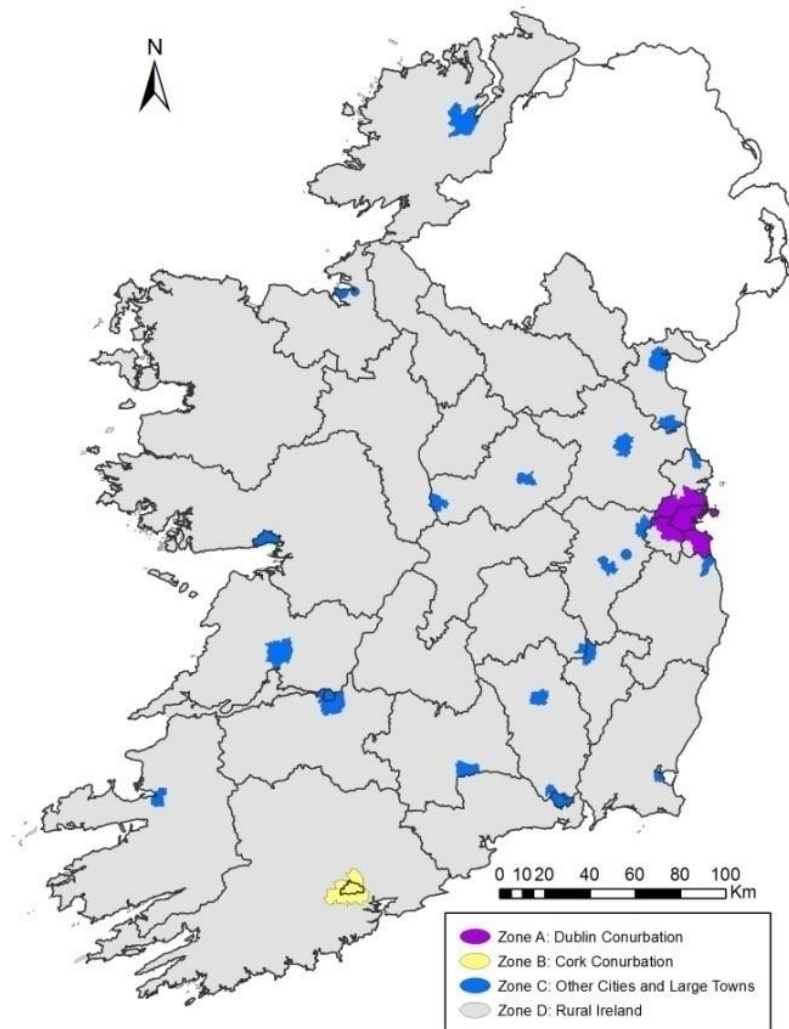 N
0 10 20 40 60 80 100
Km
Zone A: Dublin Conurbation
Zone B: Cork Conurbation
Zone C: Other Cities and Large Towns
Zone D: Rural Ireland